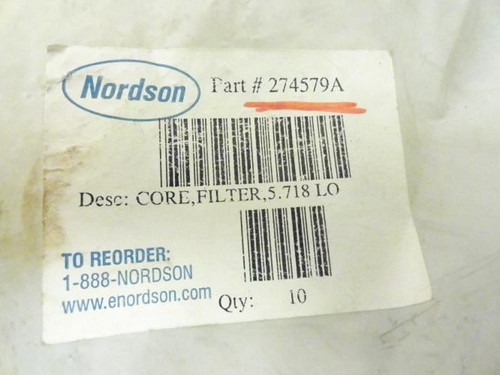 Nordson Part # 274579A
Desc: CORE,FILTER,5.718 LO
TO REORDER:
1-888-NORDSON
www.enordson.com
Qty: 10